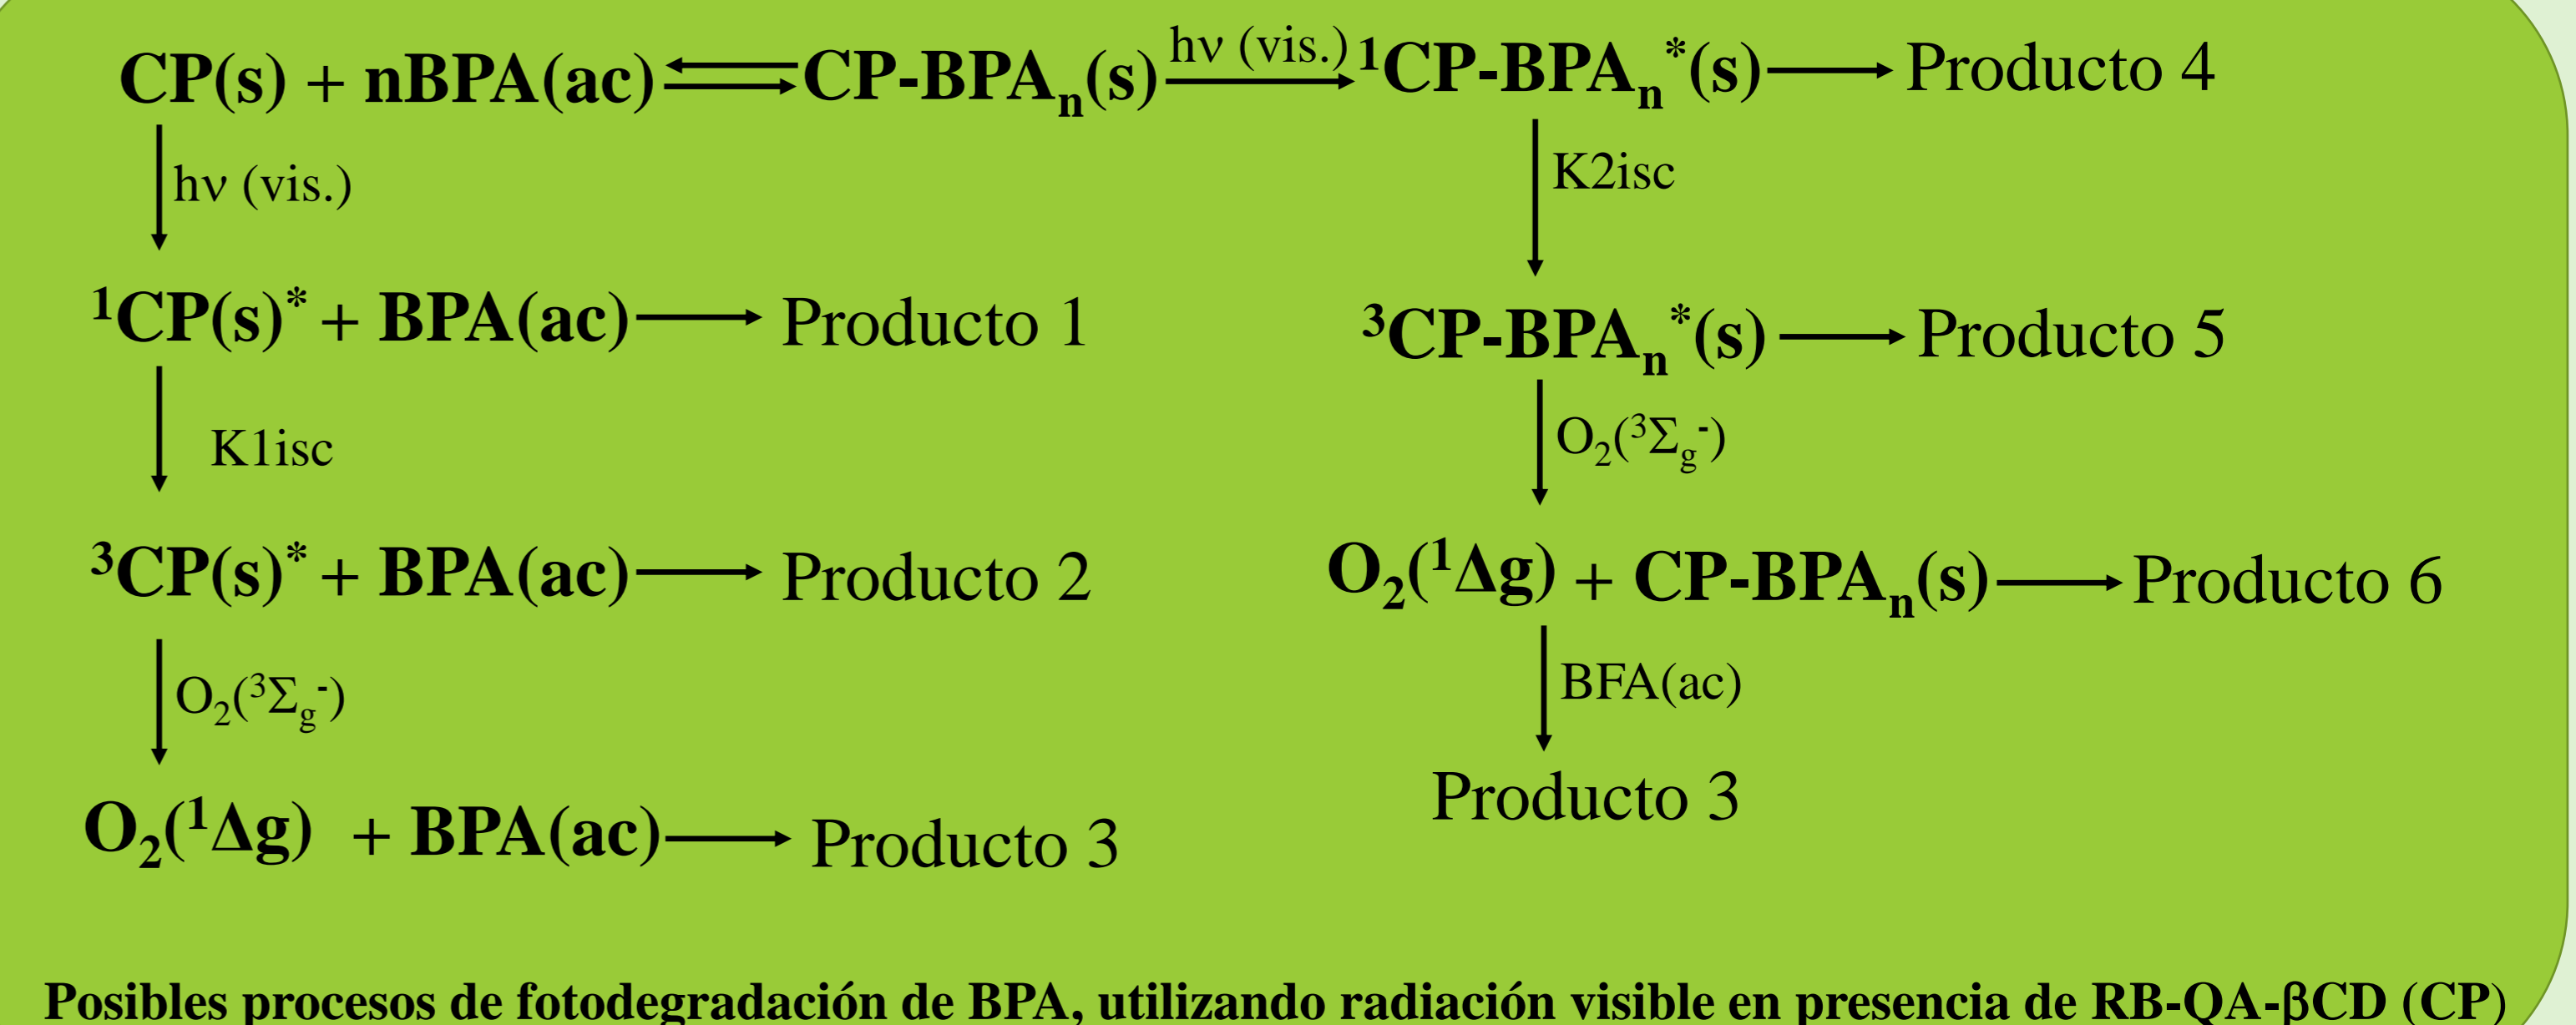 CP(s) + nBPA(ac) ⇌ CP-BPAₙ(s) hν (vis.) → ¹CP-BPAₙ*(s) → Producto 4
hν (vis.) K2isc
¹CP(s)* + BPA(ac) → Producto 1 ³CP-BPAₙ*(s) → Producto 5
K1isc O₂(³Σg⁻)
³CP(s)* + BPA(ac) → Producto 2 O₂(¹Δg) + CP-BPAₙ(s) → Producto 6
O₂(³Σg⁻) BFA(ac)
O₂(¹Δg) + BPA(ac) → Producto 3 Producto 3
Posibles procesos de fotodegradación de BPA, utilizando radiación visible en presencia de RB-QA-βCD (CP)